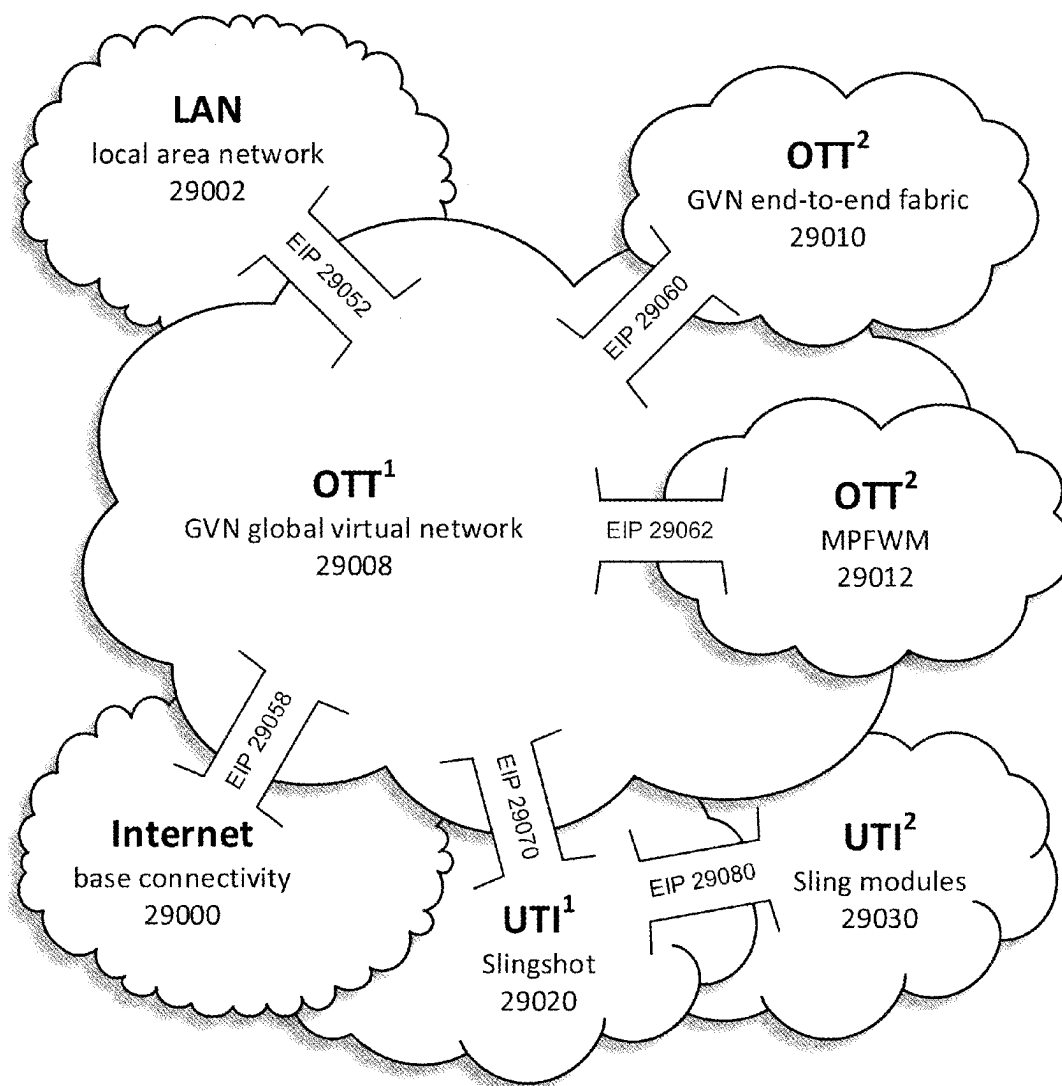 LAN
local area network
29002
EIP 29052
OTT²
GVN end-to-end fabric
29010
EIP 29060
OTT¹
GVN global virtual network
29008
EIP 29062
OTT²
MPFWM
29012
EIP 29058
Internet
base connectivity
29000
EIP 29070
UTI¹
Slingshot
29020
EIP 29080
UTI²
Sling modules
29030